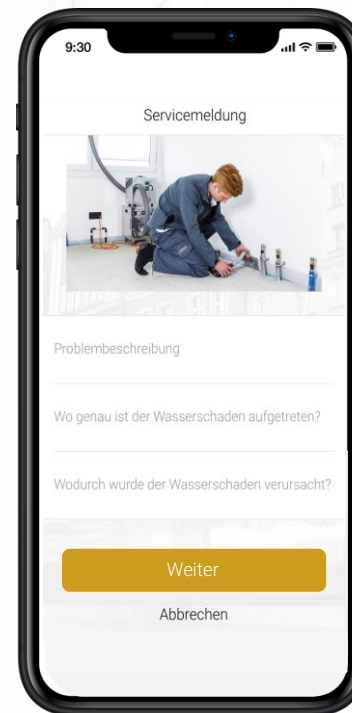 9:30
Servicemeldung
Problembeschreibung
Wo genau ist der Wasserschaden aufgetreten?
Wodurch wurde der Wasserschaden verursacht?
Weiter
Abbrechen